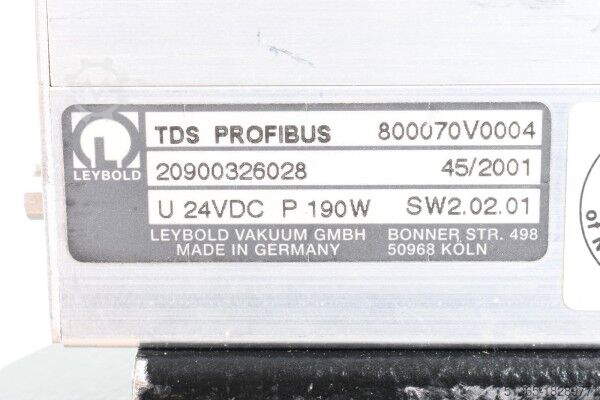 TDS PROFIBUS 800070V0004
20900326028 45/2001
U 24VDC P 190W SW2.02.01
LEYBOLD
LEYBOLD VAKUUM GMBH BONNER STR. 498
MADE IN GERMANY 50968 KÖLN
of